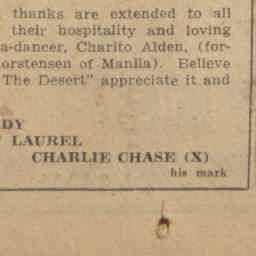 thanks are extended to all
their hospitality and loving
a-dancer, Charito Alden, (for-
orstensen of Manila). Believe
The Desert" appreciate it and
DY
LAUREL
CHARLIE CHASE (X)
his mark